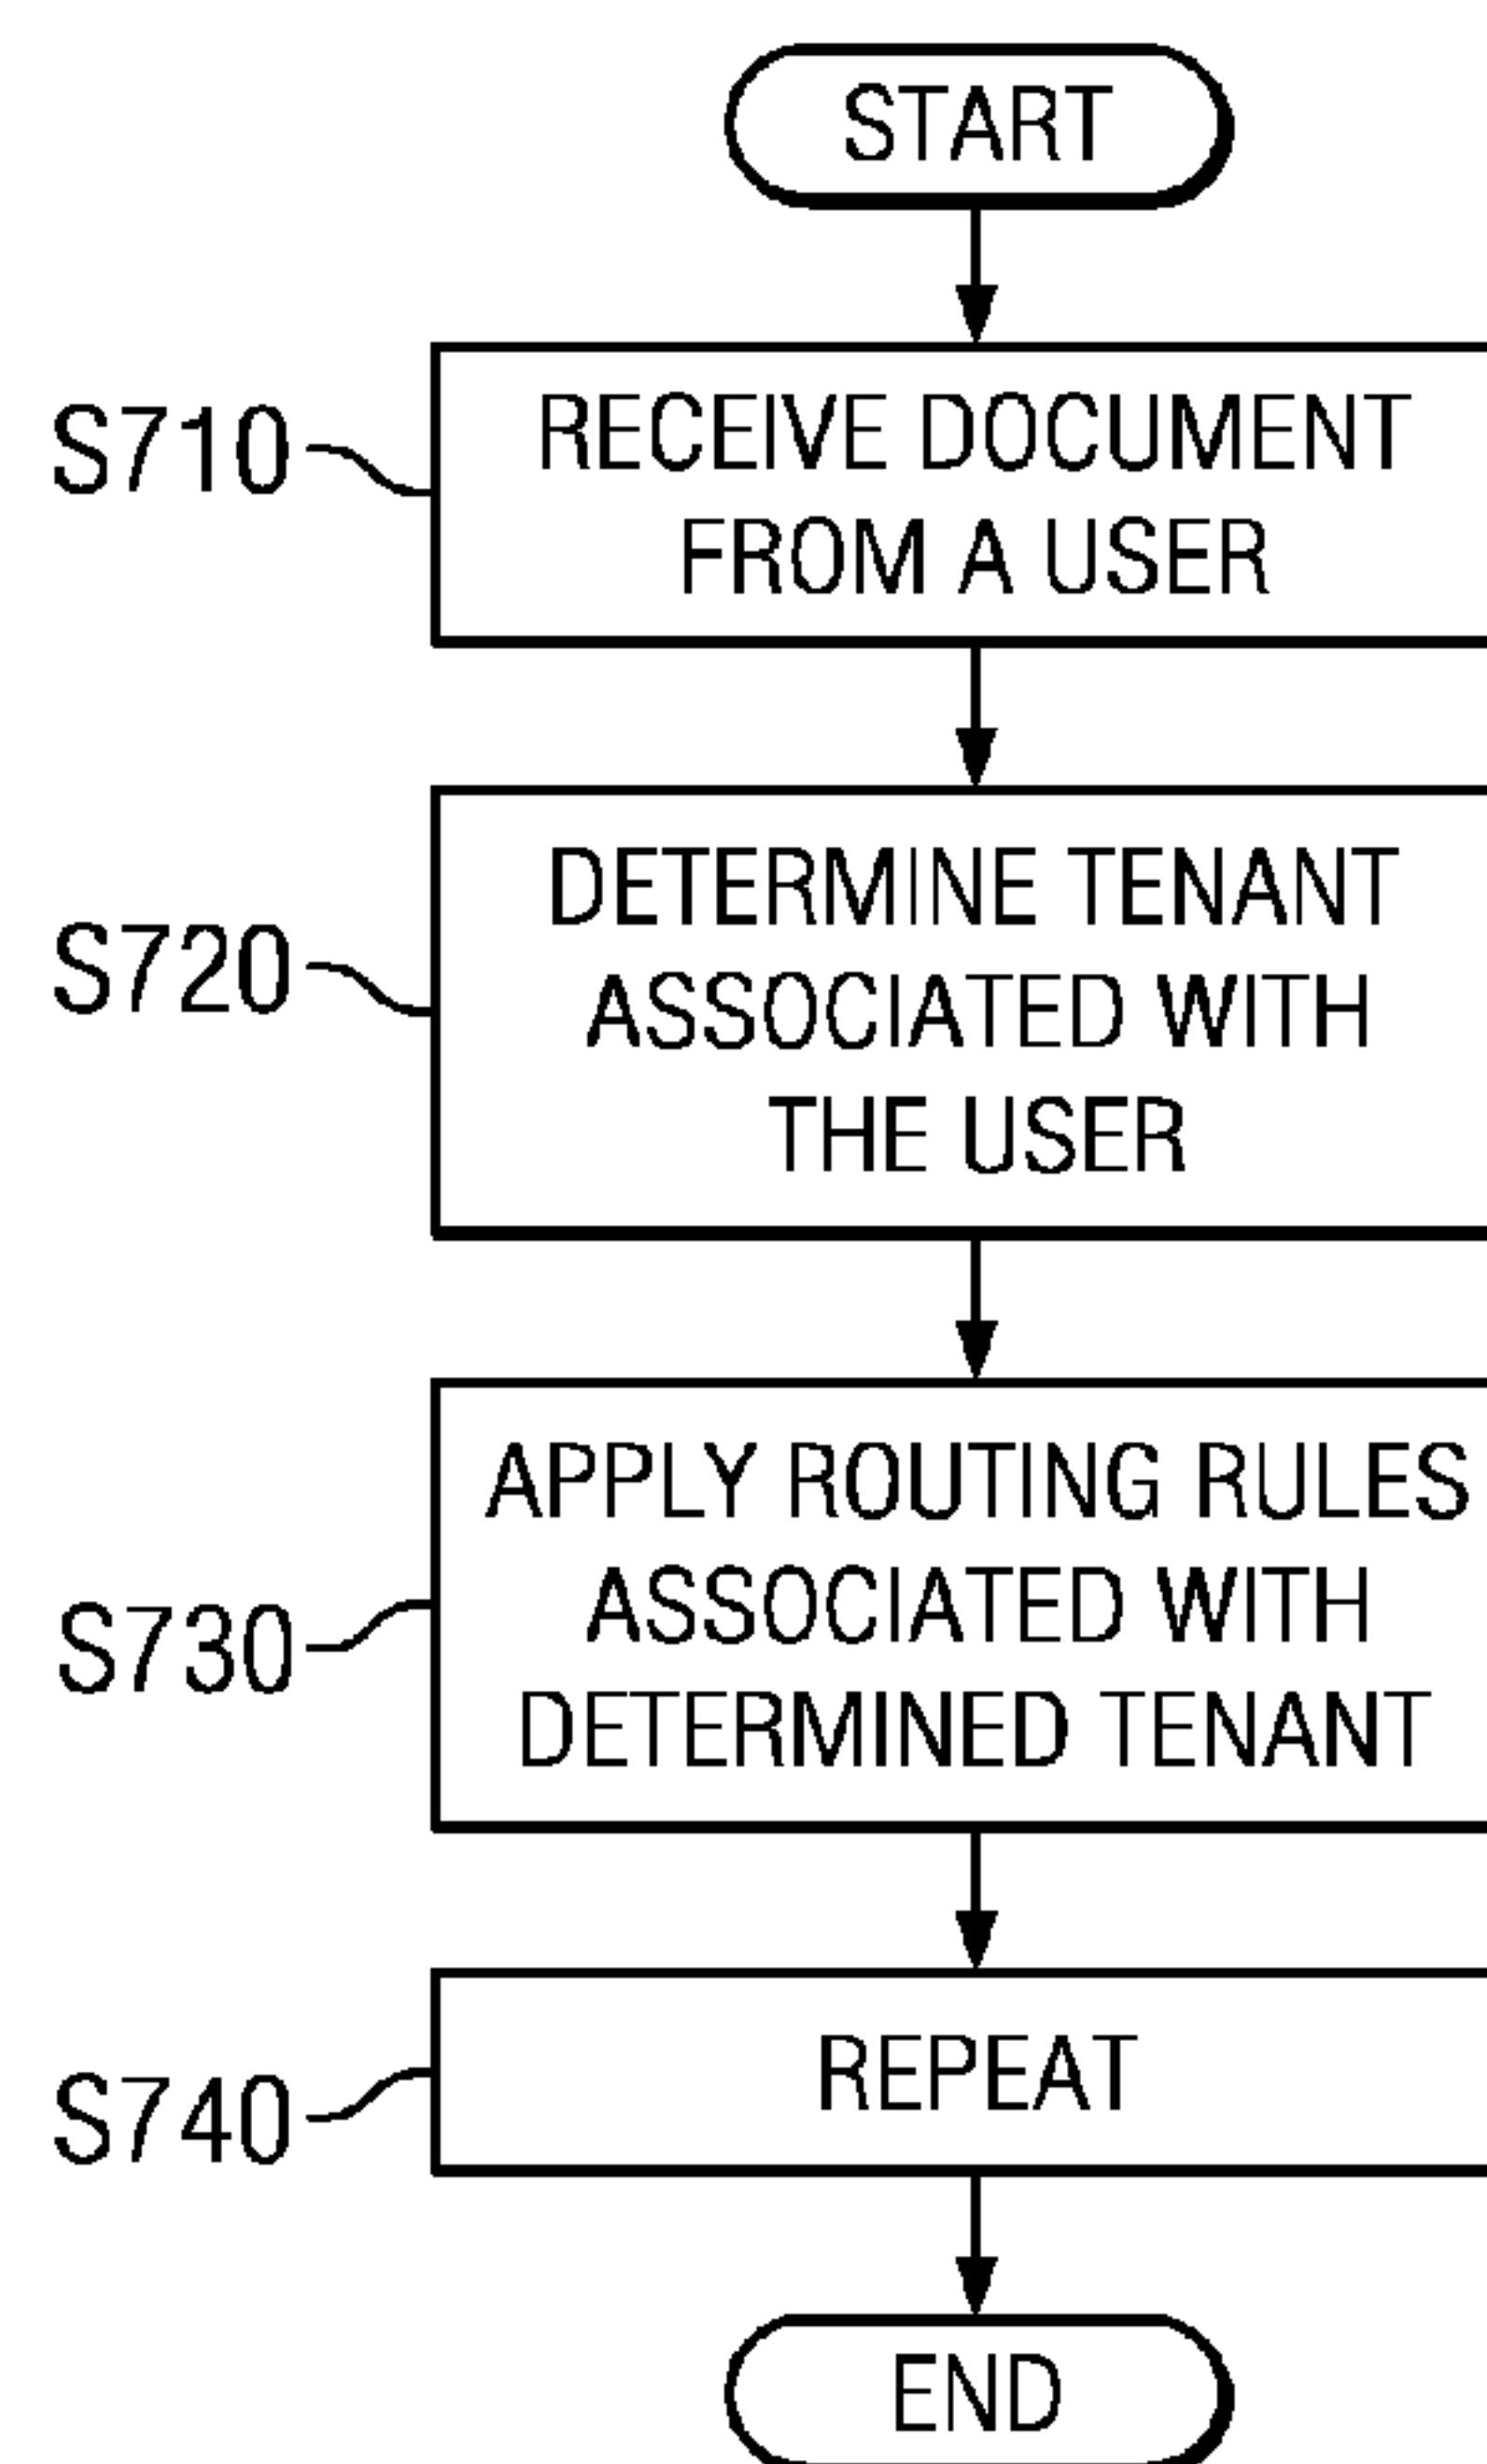 START
S710
RECEIVE DOCUMENT
FROM A USER
S720
DETERMINE TENANT
ASSOCIATED WITH
THE USER
S730
APPLY ROUTING RULES
ASSOCIATED WITH
DETERMINED TENANT
S740
REPEAT
END